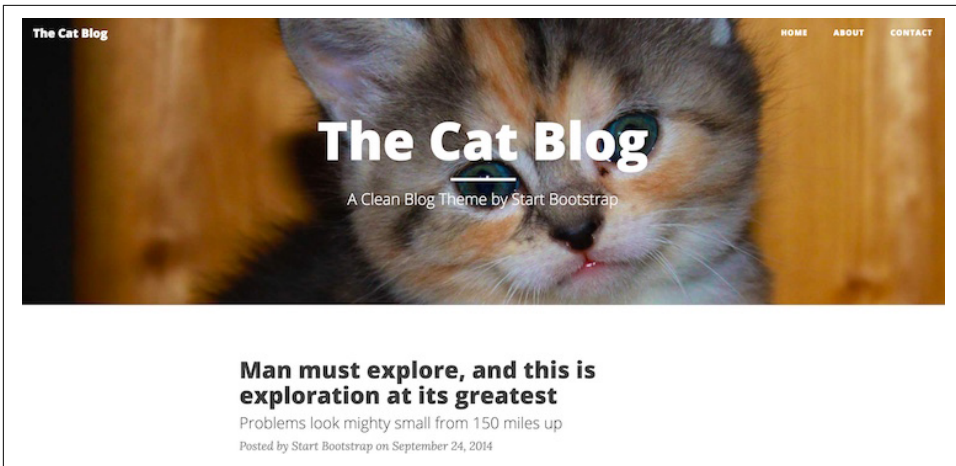 The Cat Blog
HOME ABOUT CONTACT
The Cat Blog
A Clean Blog Theme by Start Bootstrap
Man must explore, and this is
exploration at its greatest
Problems look mighty small from 150 miles up
Posted by Start Bootstrap on September 24, 2014